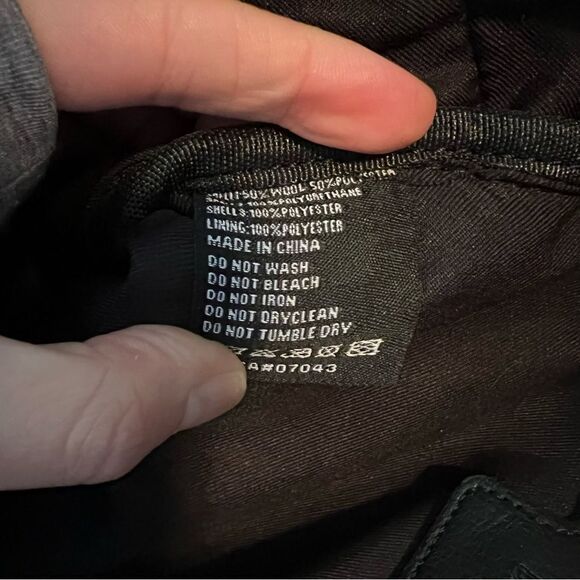 50% WOOL 50%POLYESTER
100%POLYURETHANE
SHELL3:100%POLYESTER
LINING:100%POLYESTER
MADE IN CHINA
DO NOT WASH
DO NOT BLEACH
DO NOT IRON
DO NOT DRYCLEAN
DO NOT TUMBLE DRY
A#07043